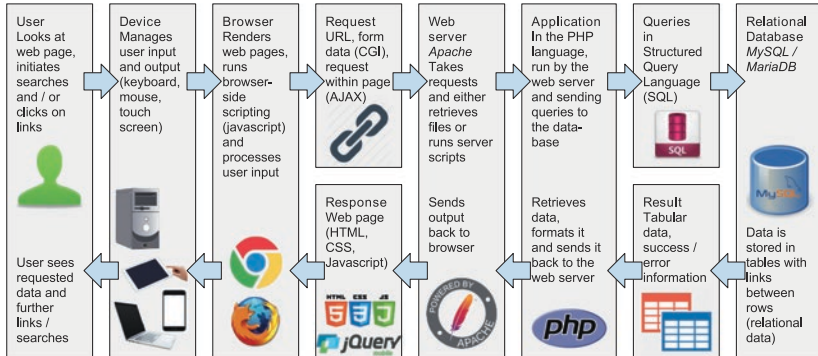 User
Looks at
web page,
initiates
searches
and / or
clicks on
links
Device
Manages
user input
and output
(keyboard,
mouse,
touch
screen)
Browser
Renders
web pages,
runs
browser-
side
scripting
(javascript)
and
processes
user input
Request
URL, form
data (CGI),
request
within page
(AJAX)
Web
server
Apache
Takes
requests
and either
retrieves
files or
runs server
scripts
Application
In the PHP
language,
run by the
web server
and sending
queries to
the data-
base
Queries
in
Structured
Query
Language
(SQL)
SQL
Relational
Database
MySQL /
MariaDB
MySQL
Data is
stored in
tables with
links
between
rows
(relational
data)
Result
Tabular
data,
success /
error
information
Retrieves
data,
formats
it and sends it
back to the
web server
php
Sends
output
back to
browser
POWERED BY
APACHE
Response
Web page
(HTML,
CSS,
Javascript)
HTML CSS JS
5 3 5
jQuery
mobile
User sees
requested
data and
further
links /
searches